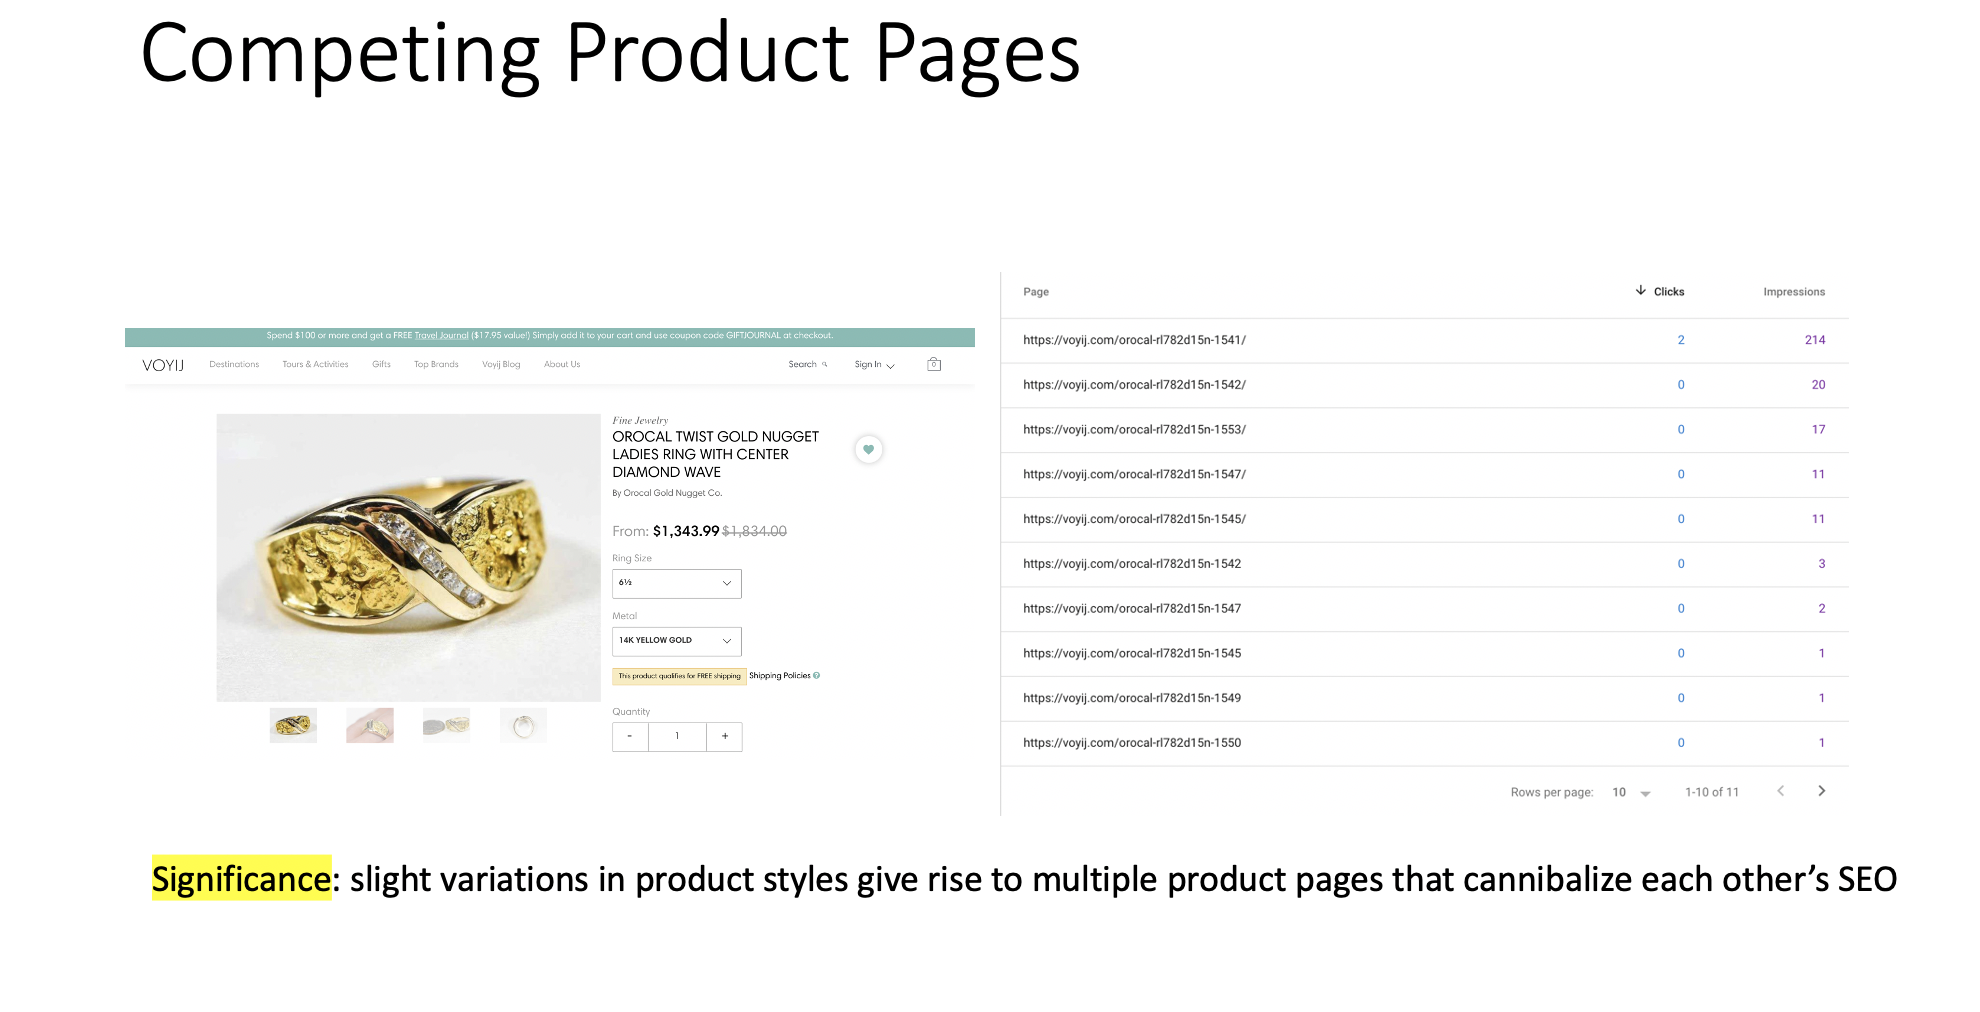 Competing Product Pages
Spend $100 or more and get a FREE Travel Journal ($17.95 value!) Simply add it to your cart and use coupon code GIFTJOURNAL at checkout.
VOYIJ Destinations Tours & Activities Gifts Top Brands Voyij Blog About Us Search Sign In 0
Fine Jewelry
OROCAL TWIST GOLD NUGGET
LADIES RING WITH CENTER
DIAMOND WAVE
By Orocal Gold Nugget Co.
From: $1,343.99 $1,834.00
Ring Size
6½
Metal
14K YELLOW GOLD
This product qualifies for FREE shipping Shipping Policies ?
Quantity
- 1 +
Page Clicks Impressions
https://voyij.com/orocal-rl782d15n-1541/ 2 214
https://voyij.com/orocal-rl782d15n-1542/ 0 20
https://voyij.com/orocal-rl782d15n-1553/ 0 17
https://voyij.com/orocal-rl782d15n-1547/ 0 11
https://voyij.com/orocal-rl782d15n-1545/ 0 11
https://voyij.com/orocal-rl782d15n-1542 0 3
https://voyij.com/orocal-rl782d15n-1547 0 2
https://voyij.com/orocal-rl782d15n-1545 0 1
https://voyij.com/orocal-rl782d15n-1549 0 1
https://voyij.com/orocal-rl782d15n-1550 0 1
Rows per page: 10 1-10 of 11
Significance: slight variations in product styles give rise to multiple product pages that cannibalize each other's SEO